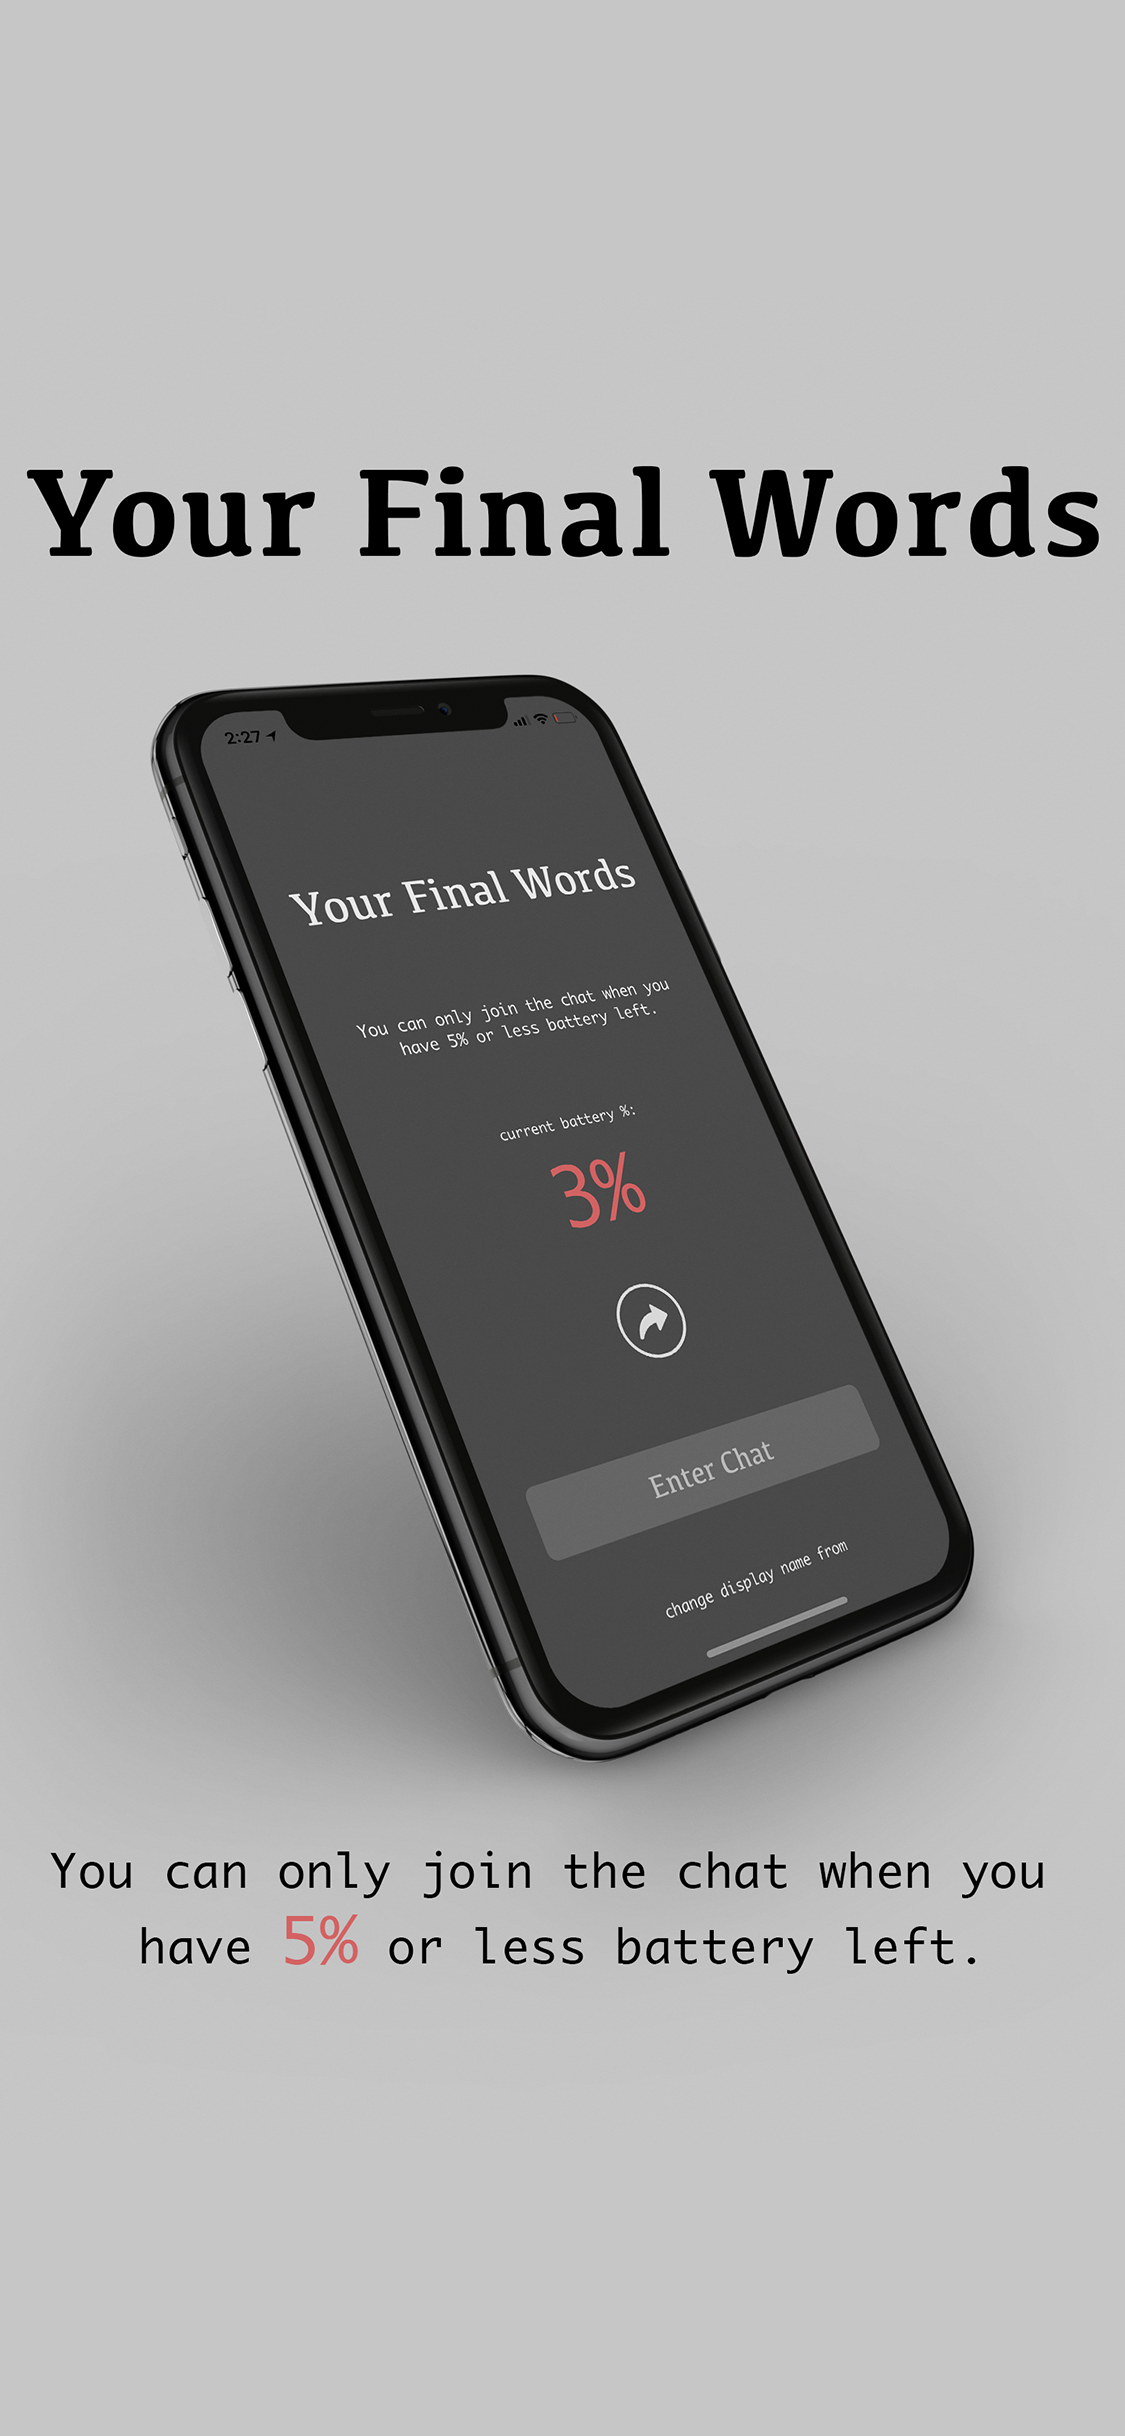 Your Final Words
2:27
Your Final Words
You can only join the chat when you
have 5% or less battery left.
current battery %:
3%
Enter Chat
change display name from
You can only join the chat when you
have 5% or less battery left.